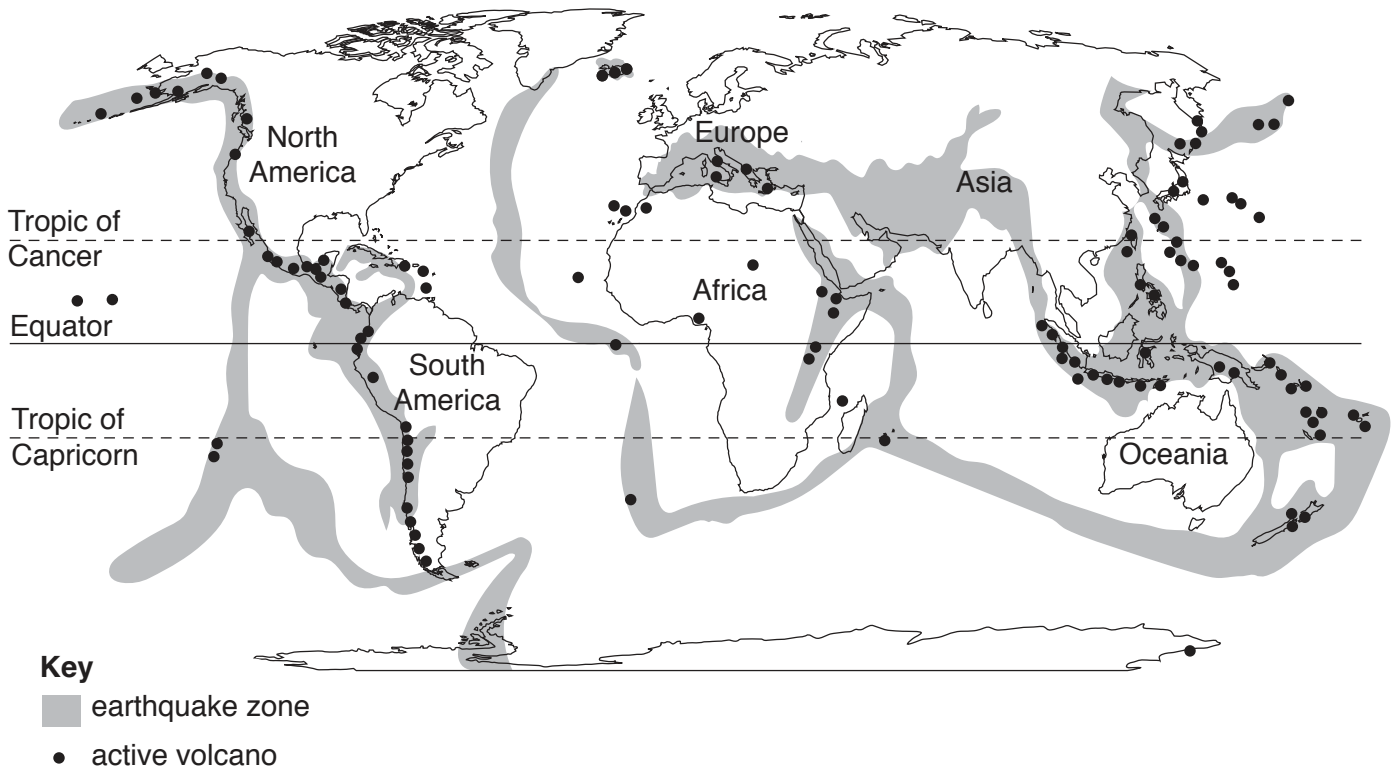 North
America
Europe
Asia
Tropic of
Cancer
Africa
Equator
South
America
Tropic of
Capricorn
Oceania
Key
earthquake zone
active volcano